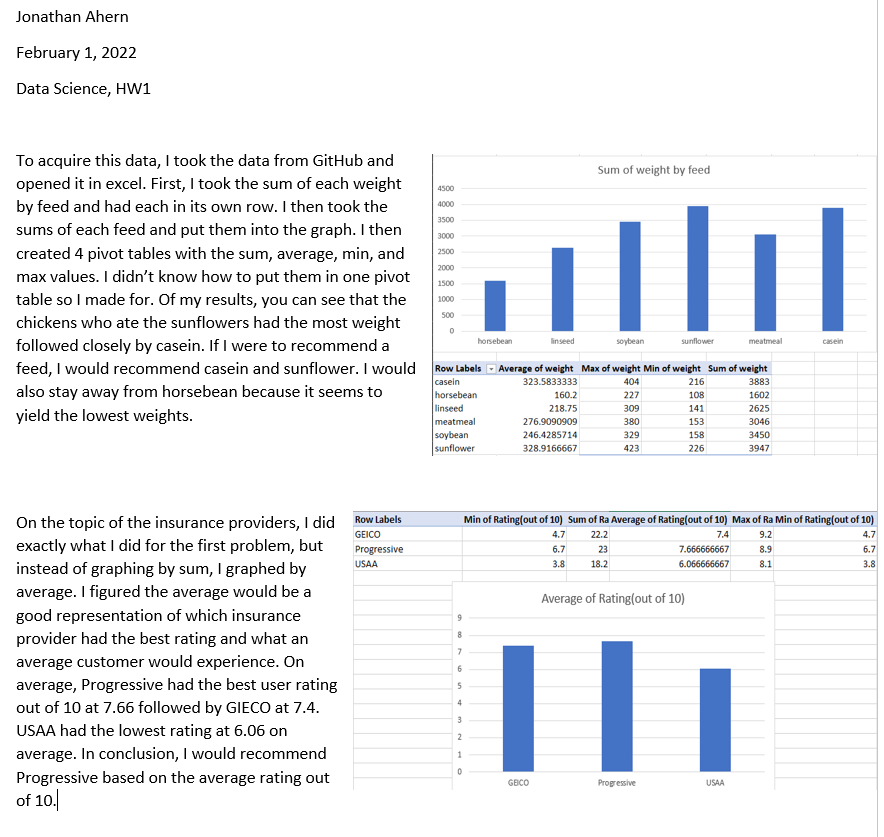 Jonathan Ahern
February 1, 2022
Data Science, HW1
To acquire this data, I took the data from GitHub and
opened it in excel. First, I took the sum of each weight
by feed and had each in its own row. I then took the
sums of each feed and put them into the graph. I then
created 4 pivot tables with the sum, average, min, and
max values. I didn't know how to put them in one pivot
table so I made for. Of my results, you can see that the
chickens who ate the sunflowers had the most weight
followed closely by casein. If I were to recommend a
feed, I would recommend casein and sunflower. I would
also stay away from horsebean because it seems to
yield the lowest weights.
Sum of weight by feed
4500
4000
3500
3000
2500
2000
1500
1000
500
0
horsebean linseed soybean sunflower meatmeal casein
Row Labels Average of weight Max of weight Min of weight Sum of weight
casein 323.5833333 404 216 3883
horsebean 160.2 227 108 1602
linseed 218.75 309 141 2625
meatmeal 276.9090909 380 153 3046
soybean 246.4285714 329 158 3450
sunflower 328.9166667 423 226 3947
On the topic of the insurance providers, I did
exactly what I did for the first problem, but
instead of graphing by sum, I graphed by
average. I figured the average would be a
good representation of which insurance
provider had the best rating and what an
average customer would experience. On
average, Progressive had the best user rating
out of 10 at 7.66 followed by GIECO at 7.4.
USAA had the lowest rating at 6.06 on
average. In conclusion, I would recommend
Progressive based on the average rating out
of 10.
Row Labels Min of Rating(out of 10) Sum of Ra Average of Rating(out of 10) Max of Ra Min of Rating(out of 10)
GEICO 4.7 22.2 7.4 9.2 4.7
Progressive 6.7 23 7.666666667 8.9 6.7
USAA 3.8 18.2 6.066666667 8.1 3.8
Average of Rating(out of 10)
9
8
7
6
5
4
3
2
1
0
GEICO Progressive USAA